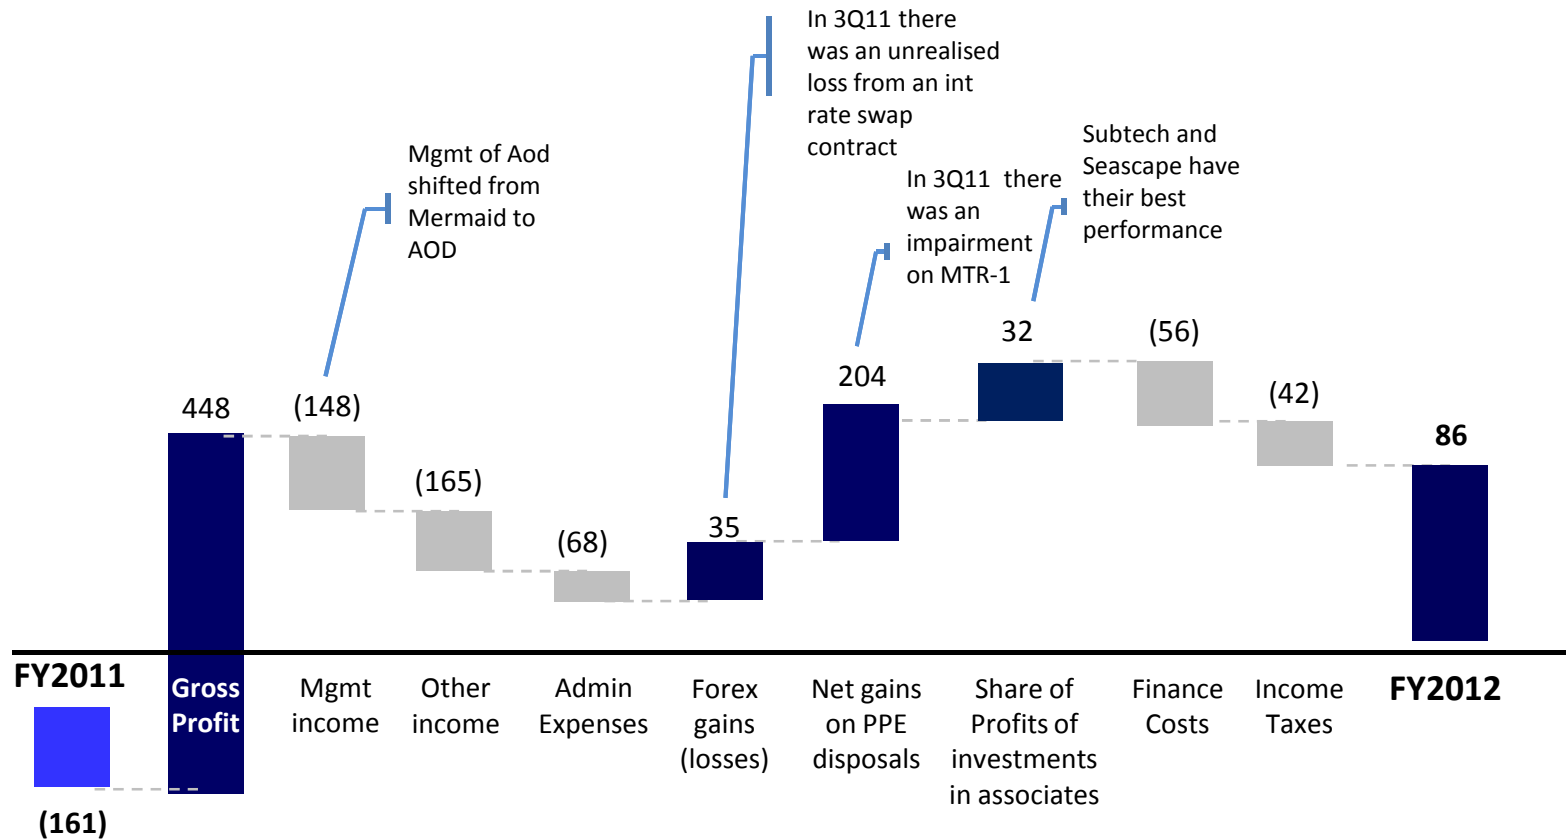 In 3Q11 there
was an unrealised
loss from an int
rate swap
contract
Mgmt of Aod
shifted from
Mermaid to
AOD
In 3Q11  there
was an
impairment
on MTR-1
Subtech and
Seascape have
their best
performance
448
(148)
(165)
(68)
35
204
32
(56)
(42)
86
FY2011
(161)
Gross
Profit
Mgmt
income
Other
income
Admin
Expenses
Forex
gains
(losses)
Net gains
on PPE
disposals
Share of
Profits of
investments
in associates
Finance
Costs
Income
Taxes
FY2012